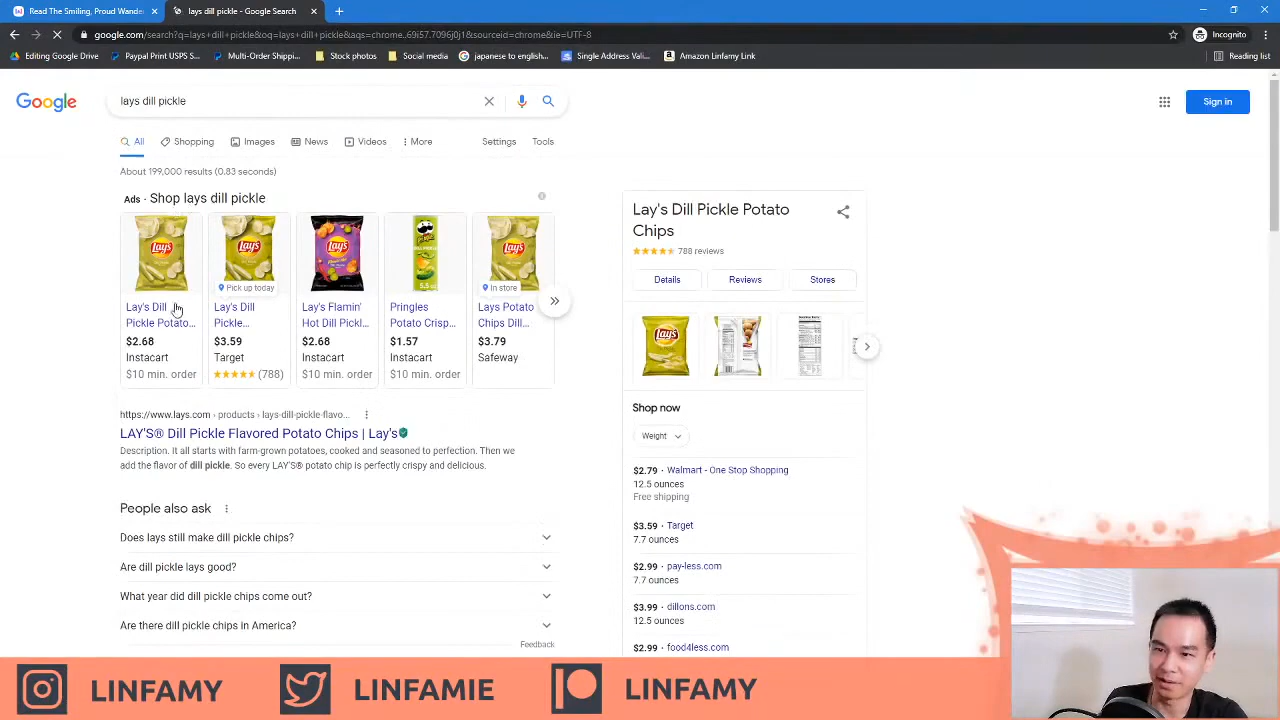 Read The Smiling, Proud Wander
lays dill pickle - Google Search
google.com/search?q=lays+dill+pickle&oq=lays+dill+pickle&aqs=chrome..69i57.7096j0j1&sourceid=chrome&ie=UTF-8
Incognito
Editing Google Drive
Paypal Print USPS S...
Multi-Order Shippi...
Stock photos
Social media
japanese to english...
Single Address Vali...
Amazon Linfamy Link
Reading list
Google
lays dill pickle
Sign in
All
Shopping
Images
News
Videos
More
Settings
Tools
About 199,000 results (0.83 seconds)
Ads · Shop lays dill pickle
Lay's
Lay's
Lay's
Pringles
Lay's
Pick up today
In store
Lay's Dill
Pickle Potato...
$2.68
Instacart
$10 min. order
Lay's Dill
Pickle...
$3.59
Target
(788)
Lay's Flamin'
Hot Dill Pickl...
$2.68
Instacart
$10 min. order
Pringles
Potato Crisp...
$1.57
Instacart
$10 min. order
Lays Potato
Chips Dill...
$3.79
Safeway
https://www.lays.com › products › lays-dill-pickle-flavo...
LAY'S® Dill Pickle Flavored Potato Chips | Lay's
Description. It all starts with farm-grown potatoes, cooked and seasoned to perfection. Then we
add the flavor of dill pickle. So every LAY'S® potato chip is perfectly crispy and delicious.
People also ask
Does lays still make dill pickle chips?
Are dill pickle lays good?
What year did dill pickle chips come out?
Are there dill pickle chips in America?
Feedback
Lay's Dill Pickle Potato
Chips
788 reviews
Details
Reviews
Stores
Lay's
Shop now
Weight
$2.79 · Walmart - One Stop Shopping
12.5 ounces
Free shipping
$3.59 · Target
7.7 ounces
$2.99 · pay-less.com
7.7 ounces
$3.99 · dillons.com
12.5 ounces
$2.99 · food4less.com
LINFAMY
LINFAMIE
LINFAMY